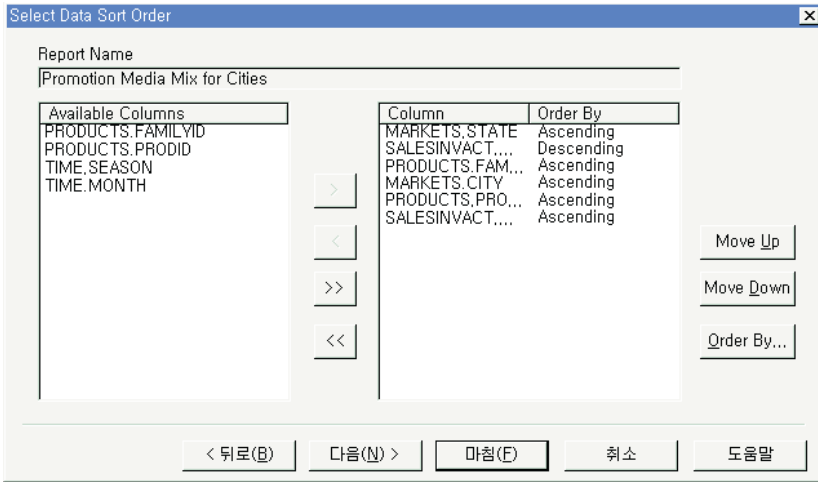 Select Data Sort Order
Report Name
Promotion Media Mix for Cities
Available Columns
PRODUCTS.FAMILYID
PRODUCTS.PRODID
TIME,SEASON
TIME.MONTH
>
<
>>
<<
Column Order By
MARKETS,STATE Ascending
SALESINVACT,... Descending
PRODUCTS.FAM... Ascending
MARKETS.CITY Ascending
PRODUCTS,PRO... Ascending
SALESINVACT,... Ascending
Move Up
Move Down
Order By...
< 뒤로(B) 다음(N) > 마침(F) 취소 도움말